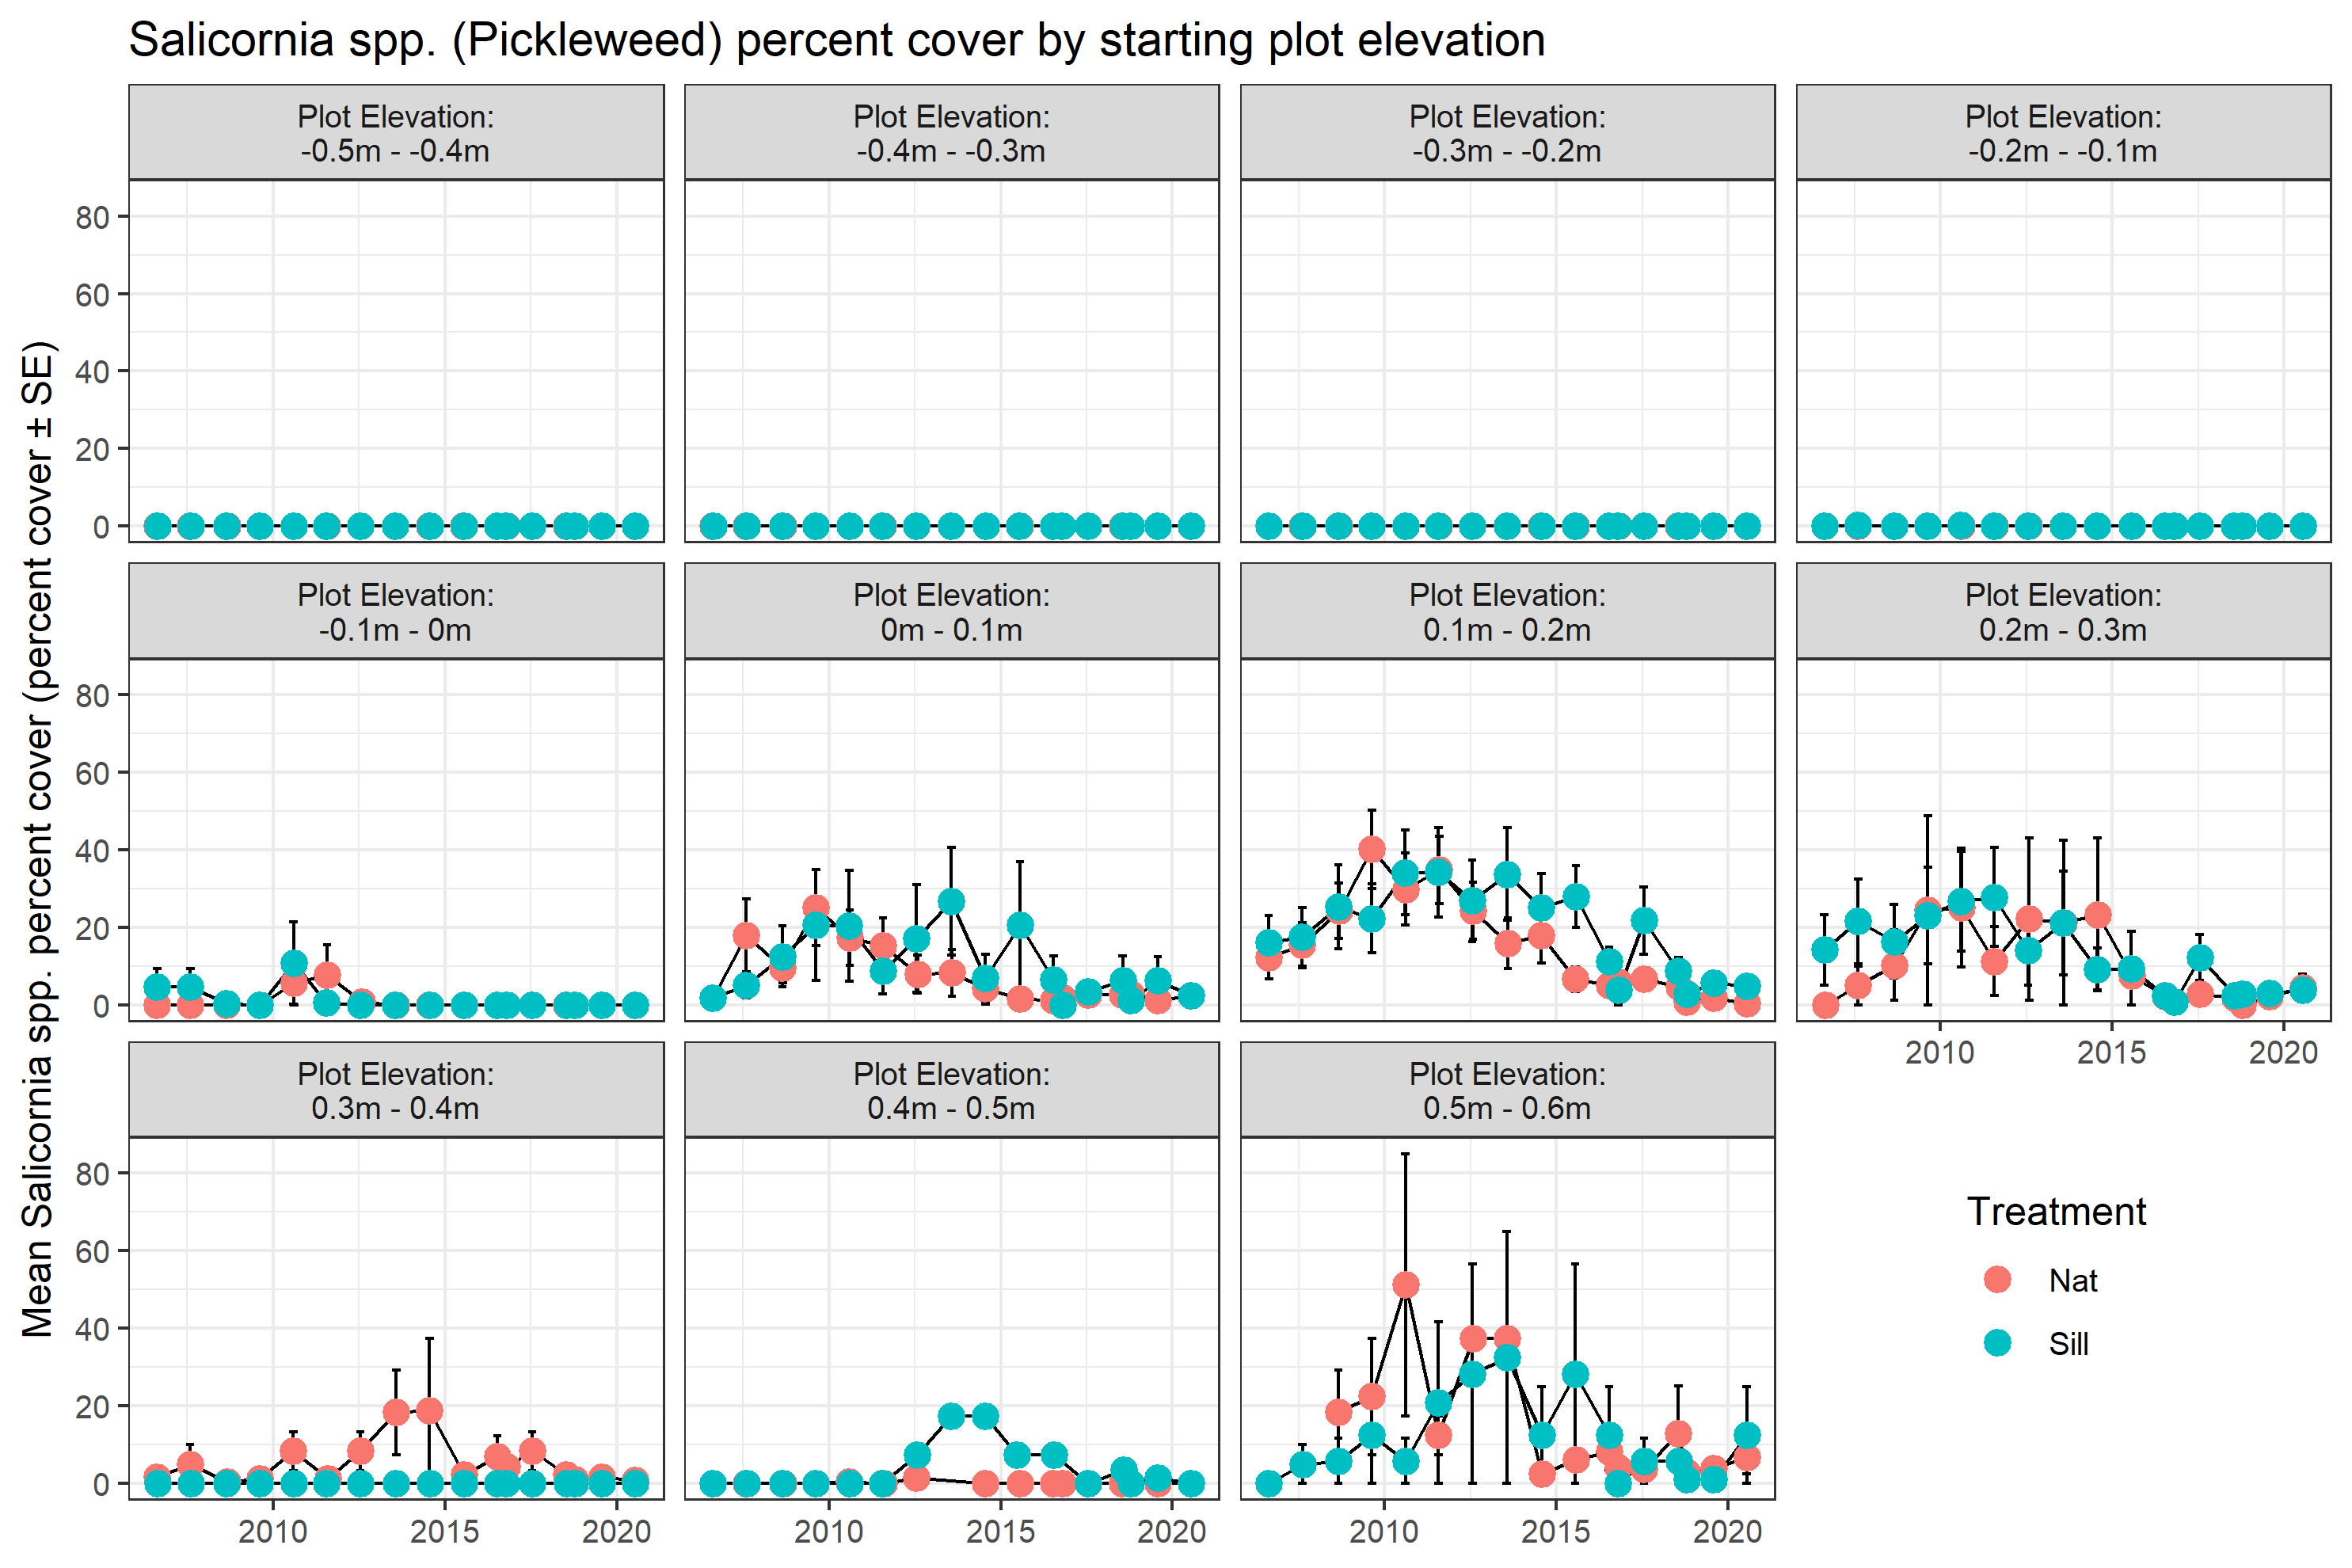 Salicornia spp. (Pickleweed) percent cover by starting plot elevation
Mean Salicornia spp. percent cover (percent cover ± SE)
Plot Elevation:
-0.5m - -0.4m
Plot Elevation:
-0.4m - -0.3m
Plot Elevation:
-0.3m - -0.2m
Plot Elevation:
-0.2m - -0.1m
80
60
40
20
0
Plot Elevation:
-0.1m - 0m
Plot Elevation:
0m - 0.1m
Plot Elevation:
0.1m - 0.2m
Plot Elevation:
0.2m - 0.3m
80
60
40
20
0
2010 2015 2020
Plot Elevation:
0.3m - 0.4m
Plot Elevation:
0.4m - 0.5m
Plot Elevation:
0.5m - 0.6m
80
60
40
20
0
2010 2015 2020
2010 2015 2020
2010 2015 2020
Treatment
Nat
Sill